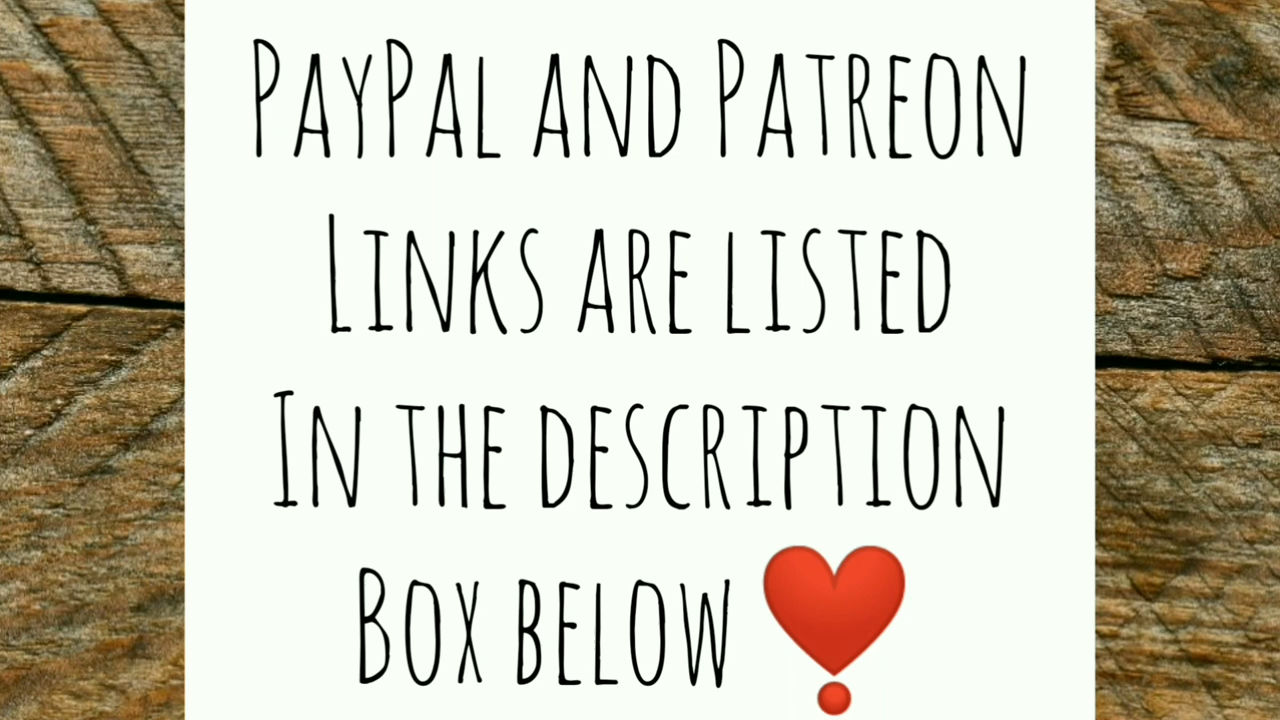 PayPal and Patreon
Links are listed
In the description
Box below ❣